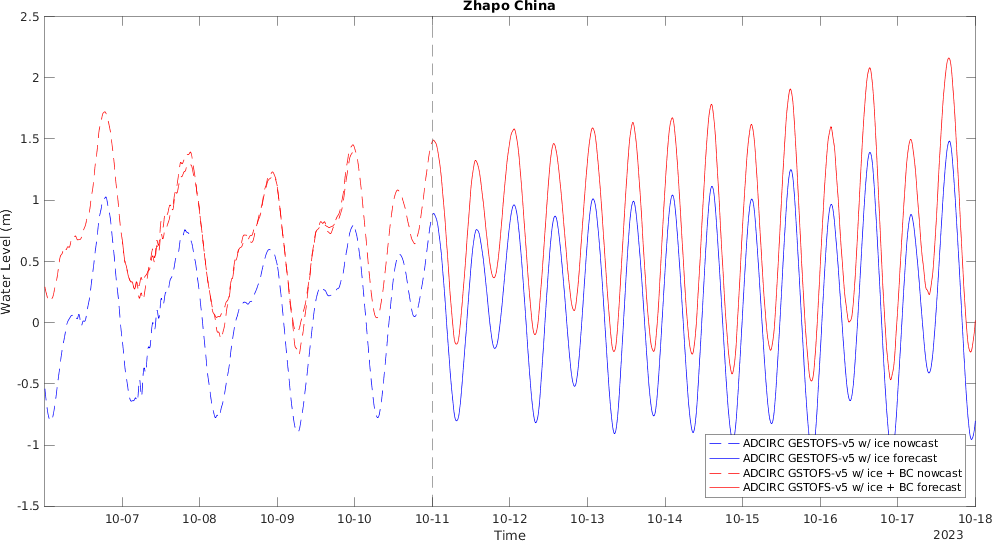 Zhapo China
2.5
2
1.5
1
0.5
0
-0.5
-1
-1.5
Water Level (m)
10-07 10-08 10-09 10-10 10-11 10-12 10-13 10-14 10-15 10-16 10-17 10-18
Time
2023
ADCIRC GESTOFS-v5 w/ ice nowcast
ADCIRC GESTOFS-v5 w/ ice forecast
ADCIRC GSTOFS-v5 w/ ice + BC nowcast
ADCIRC GSTOFS-v5 w/ ice + BC forecast